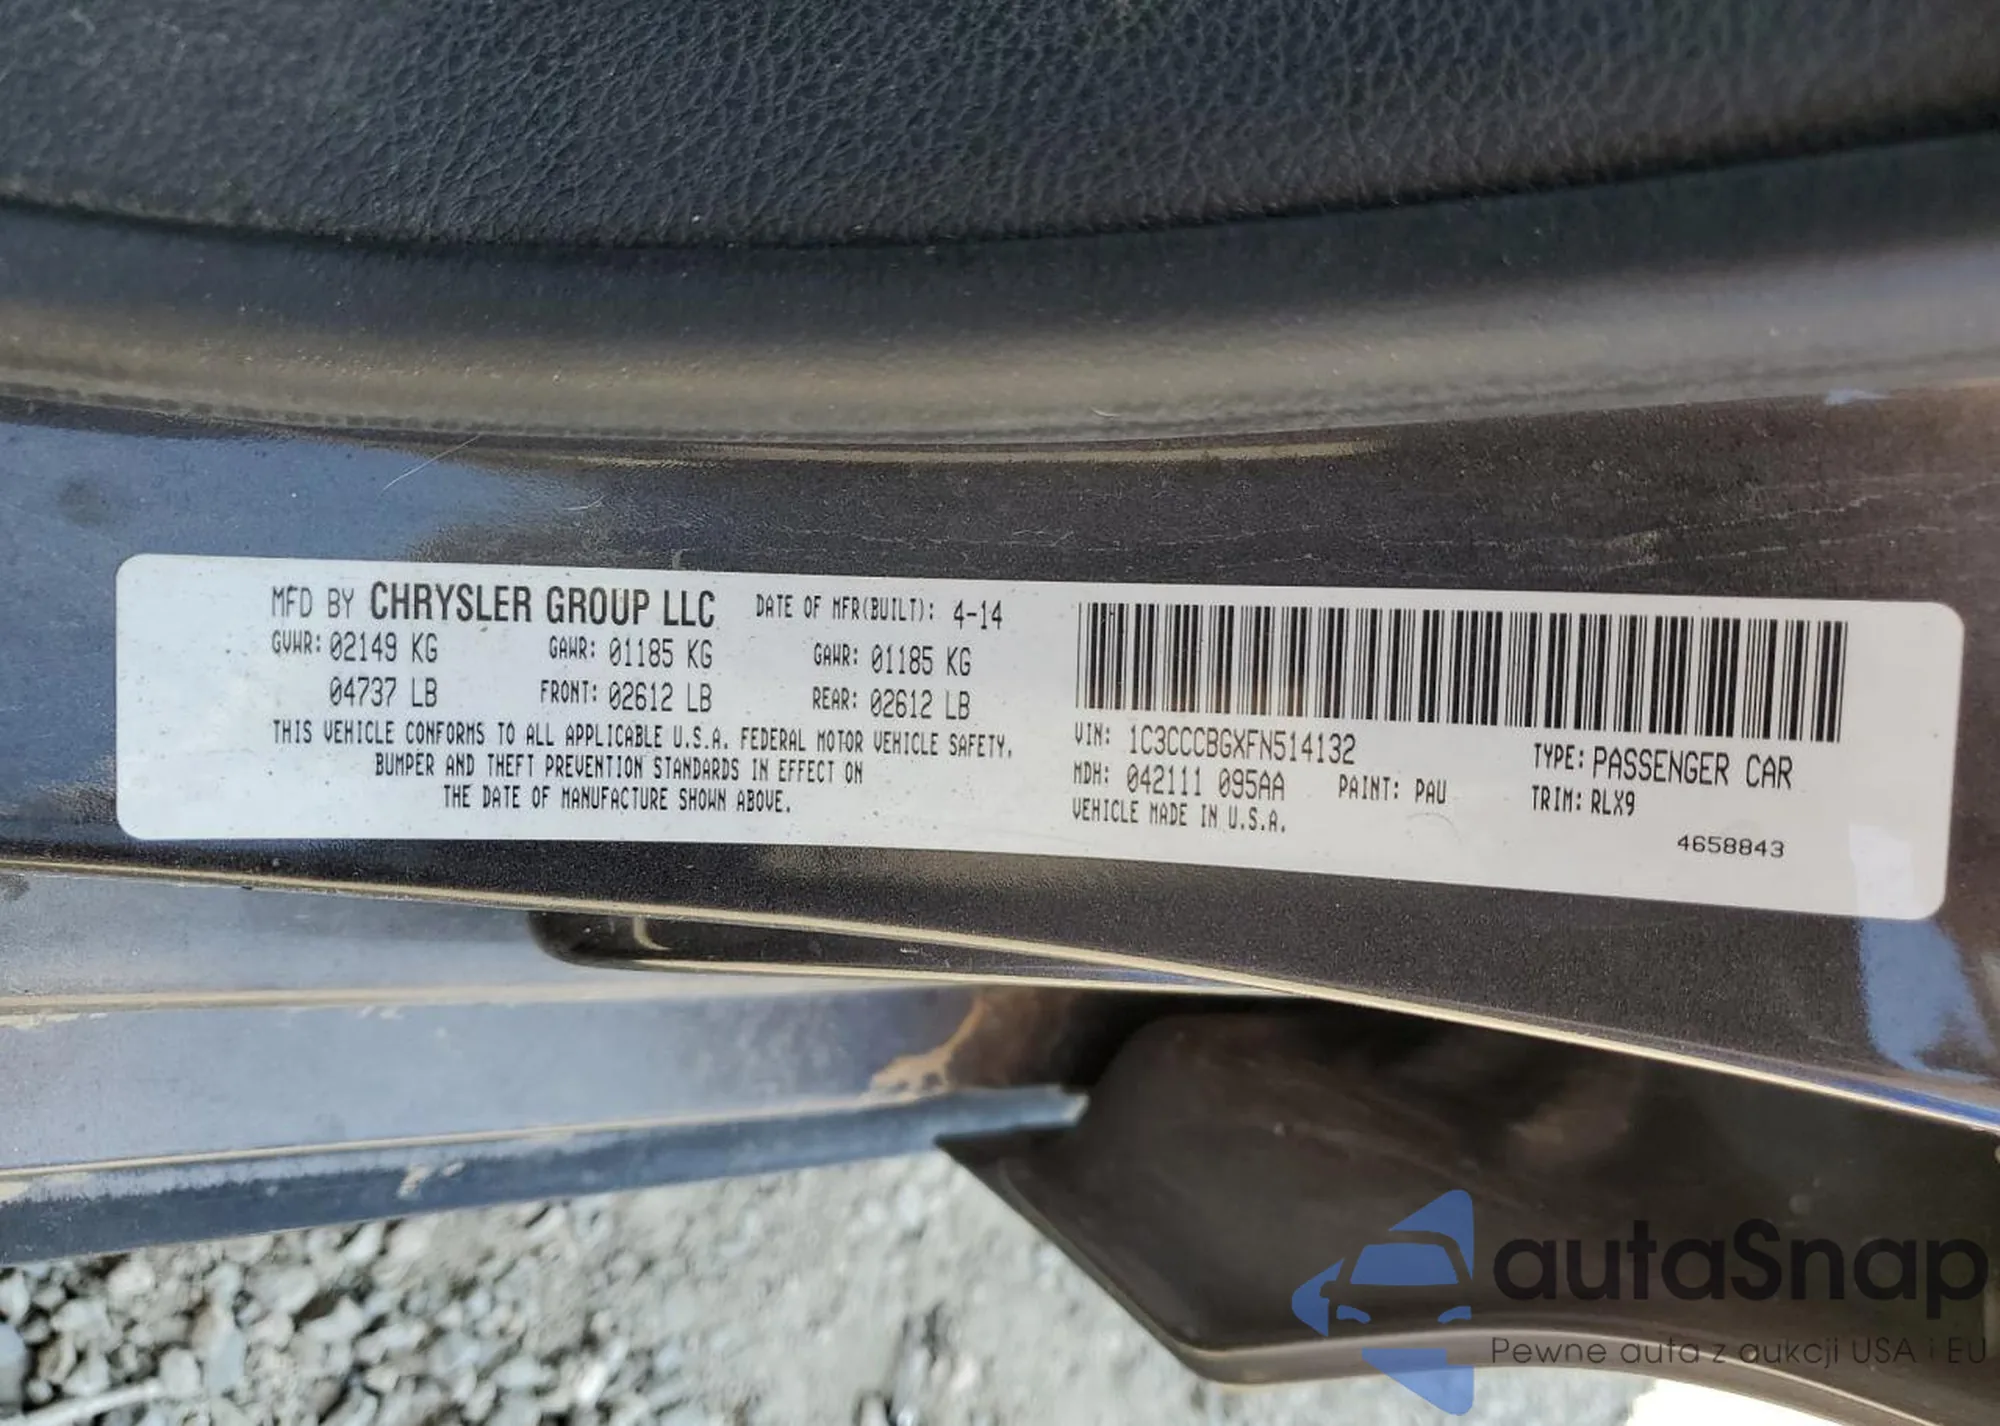 MFD BY CHRYSLER GROUP LLC DATE OF MFR(BUILT): 4-14
GVWR: 02149 KG GAWR: 01185 KG GAWR: 01185 KG
04737 LB FRONT: 02612 LB REAR: 02612 LB
THIS VEHICLE CONFORMS TO ALL APPLICABLE U.S.A. FEDERAL MOTOR VEHICLE SAFETY,
BUMPER AND THEFT PREVENTION STANDARDS IN EFFECT ON
THE DATE OF MANUFACTURE SHOWN ABOVE.
VIN: 1C3CCCBGXFN514132 TYPE: PASSENGER CAR
MDH: 042111 095AA PAINT: PAU TRIM: RLX9
VEHICLE MADE IN U.S.A.
4658843
autaSnap
Pewne auta z aukcji USA i EU